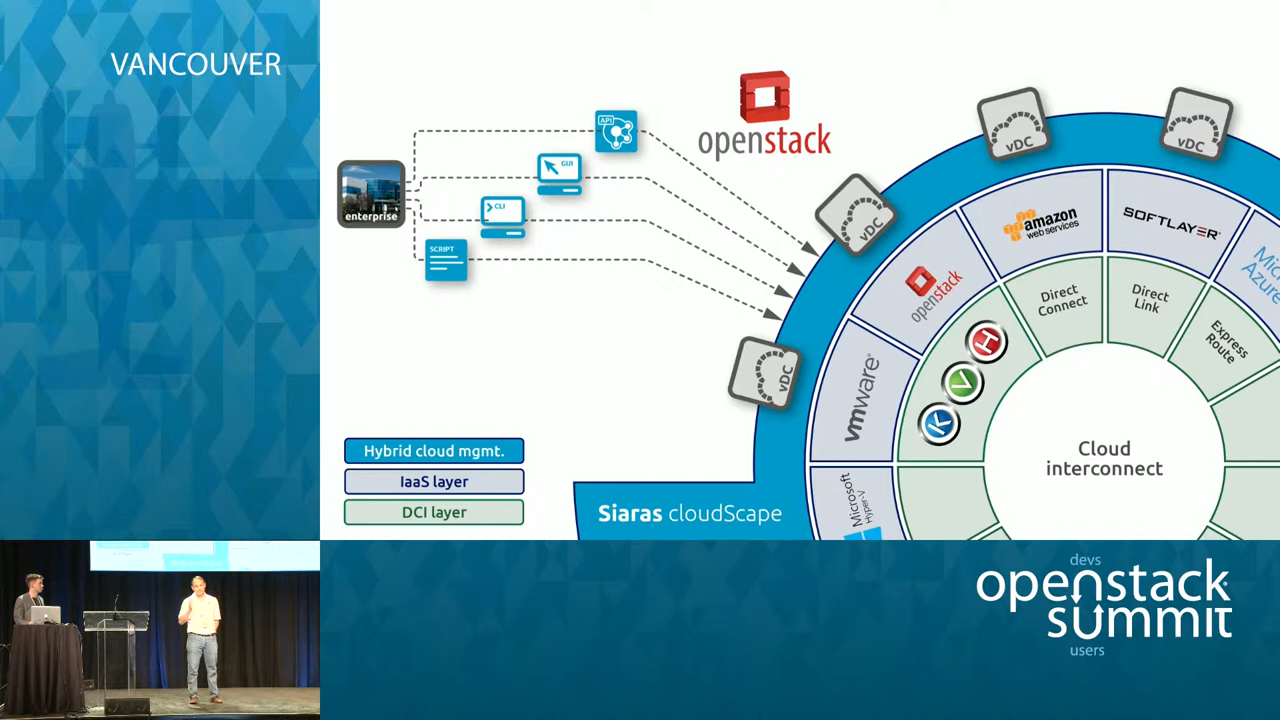 VANCOUVER
API
GUI
CLI
SCRIPT
enterprise
openstack
vDC
vDC
vDC
vDC
amazon
web services
SOFTLAYER
openstack
vmware
Microsoft
Hyper-V
Direct
Connect
Direct
Link
Express
Route
H
V
K
Cloud
interconnect
Hybrid cloud mgmt.
IaaS layer
DCI layer
Siaras cloudScape
devs
openstack
summit
users